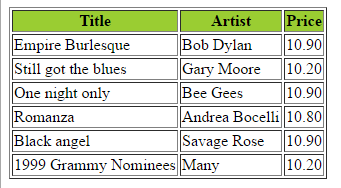 Title Artist Price
Empire Burlesque Bob Dylan 10.90
Still got the blues Gary Moore 10.20
One night only Bee Gees 10.90
Romanza Andrea Bocelli 10.80
Black angel Savage Rose 10.90
1999 Grammy Nominees Many 10.20